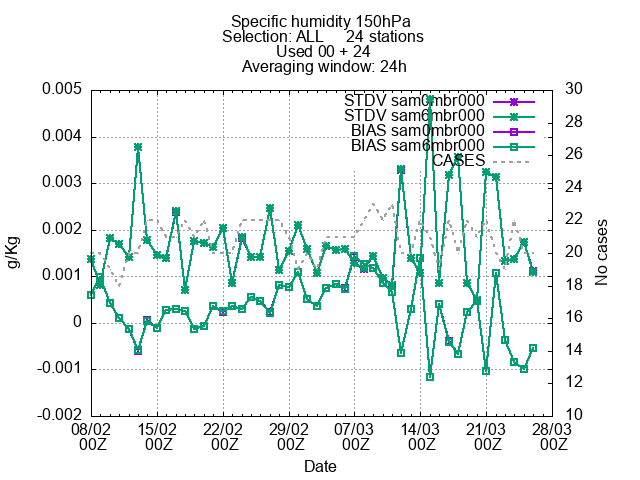 Specific humidity 150hPa
Selection: ALL 24 stations
Used 00 + 24
Averaging window: 24h
STDV sam0mbr000
STDV sam6mbr000
BIAS sam0mbr000
BIAS sam6mbr000
CASES
0.005
0.004
0.003
0.002
0.001
0
-0.001
-0.002
g/Kg
30
28
26
24
22
20
18
16
14
12
10
No cases
08/02 15/02 22/02 29/02 07/03 14/03 21/03 28/03
00Z 00Z 00Z 00Z 00Z 00Z 00Z 00Z
Date